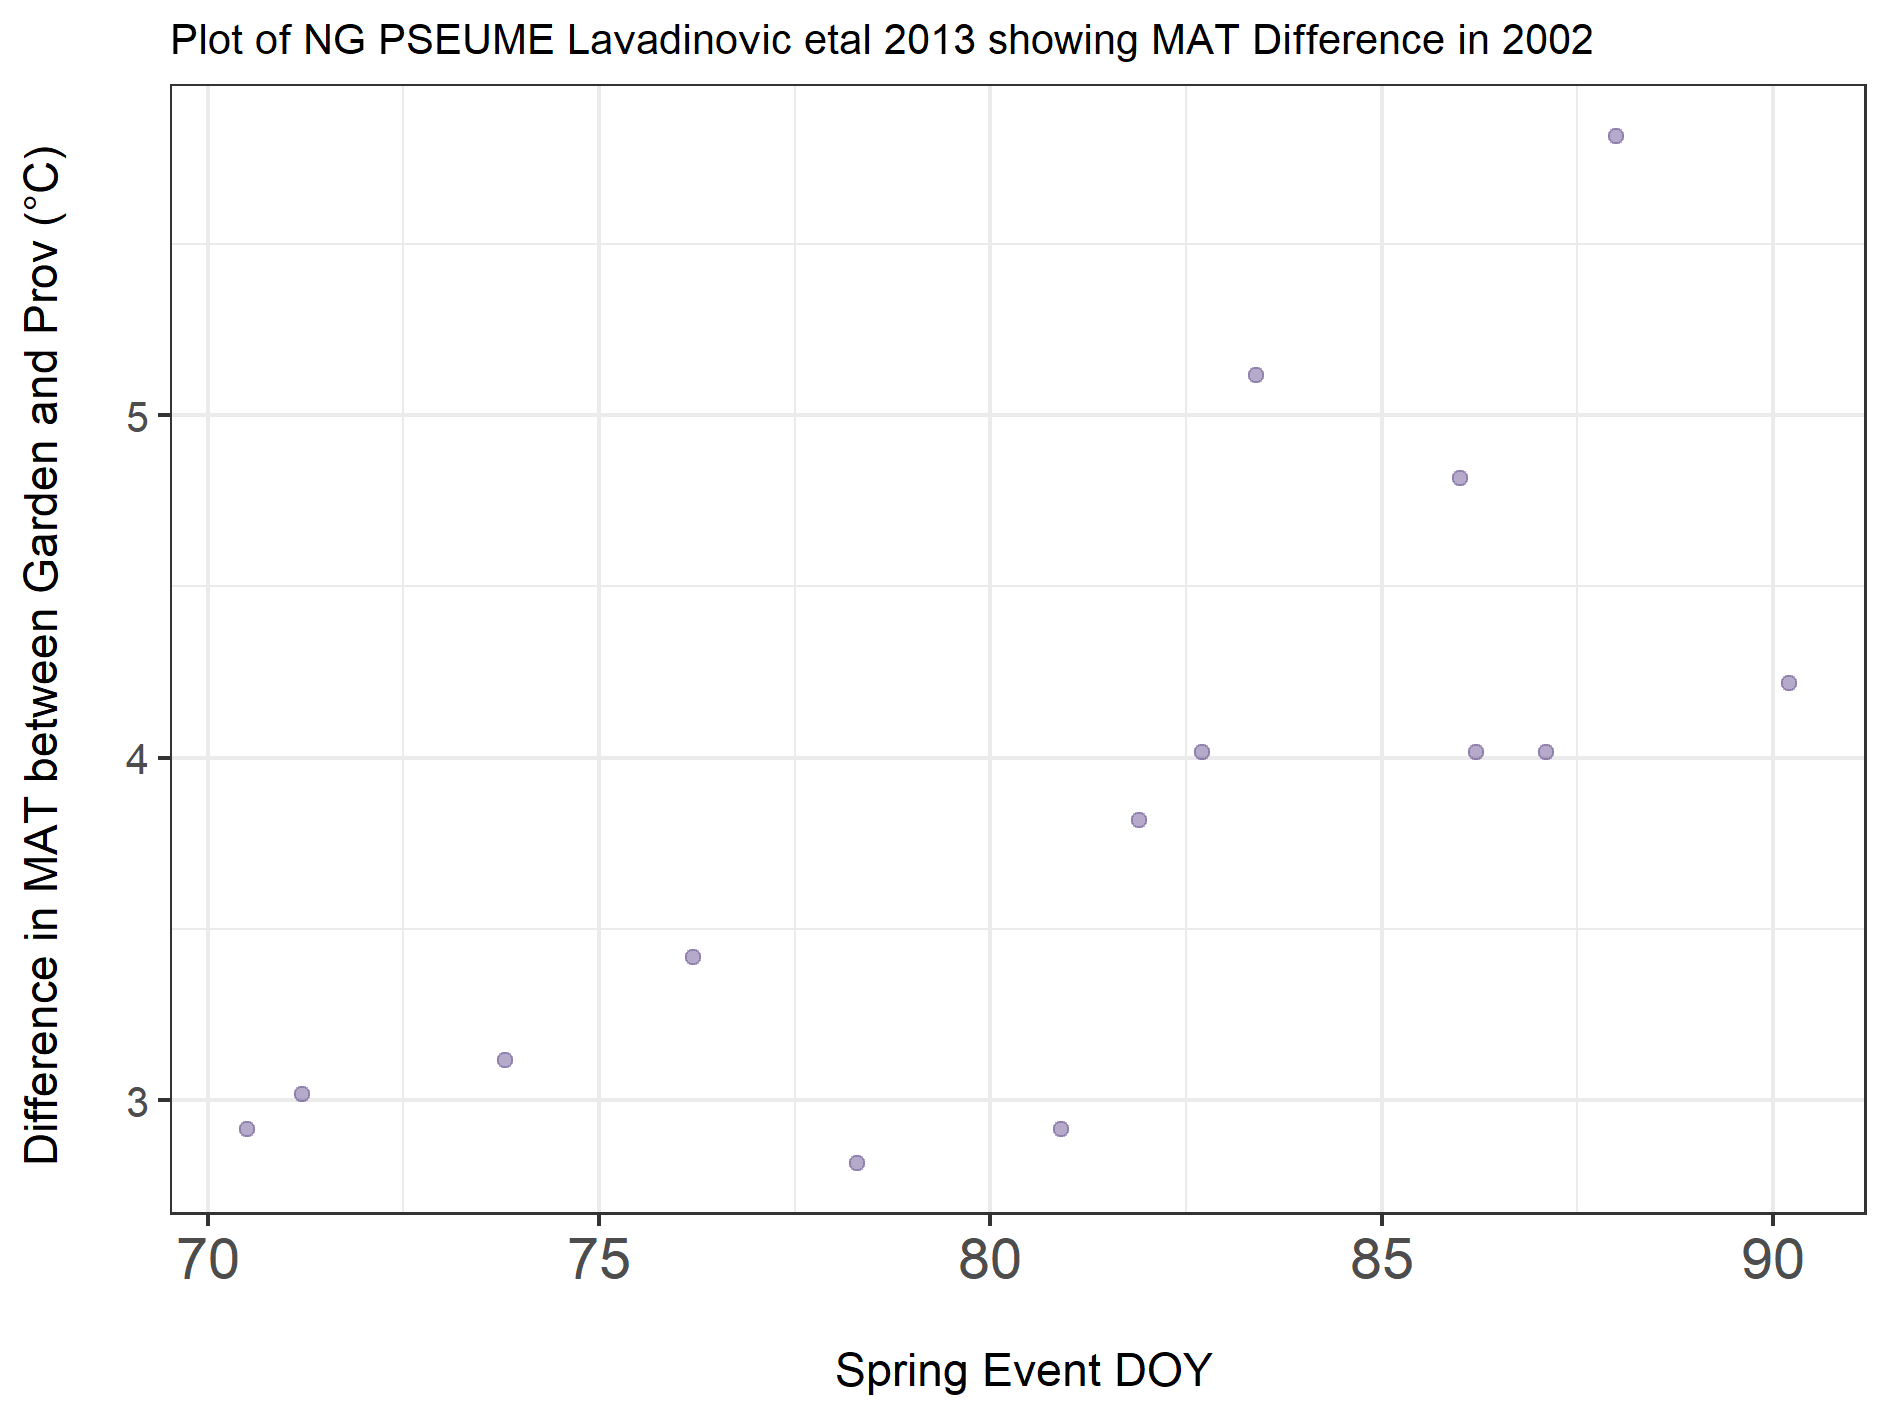 Plot of NG PSEUME Lavadinovic etal 2013 showing MAT Difference in 2002
Difference in MAT between Garden and Prov (°C)
5
4
3
70 75 80 85 90
Spring Event DOY